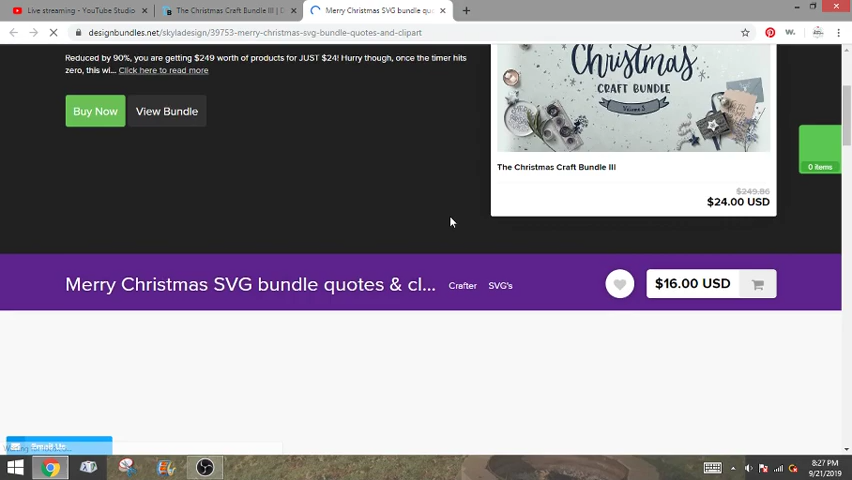 Live streaming - YouTube Studio
The Christmas Craft Bundle III | D
Merry Christmas SVG bundle quo
designbundles.net/skyladesign/39753-merry-christmas-svg-bundle-quotes-and-clipart
Reduced by 90%, you are getting $249 worth of products for JUST $24! Hurry though, once the timer hits
zero, this wi... Click here to read more
Buy Now
View Bundle
Christmas
CRAFT BUNDLE
Volume 3
The Christmas Craft Bundle III
$249.86
$24.00 USD
0 items
Merry Christmas SVG bundle quotes & cl...
Crafter
SVG's
$16.00 USD
Email Us
8:27 PM
9/21/2019